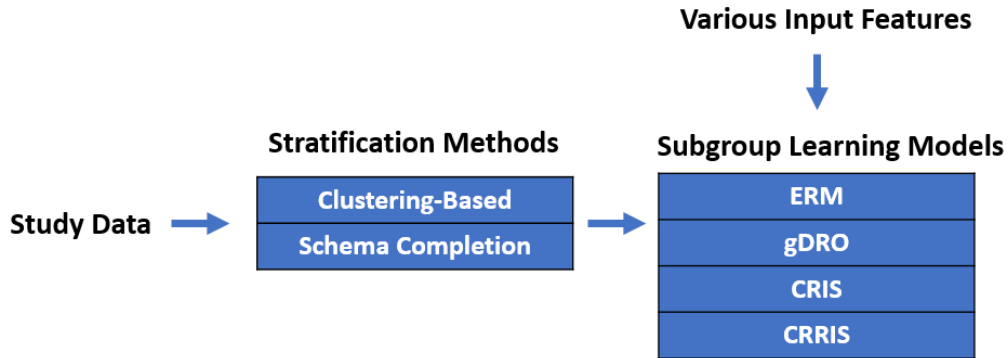 Various Input Features
Stratification Methods
Subgroup Learning Models
Study Data
Clustering-Based
Schema Completion
ERM
gDRO
CRIS
CRRIS